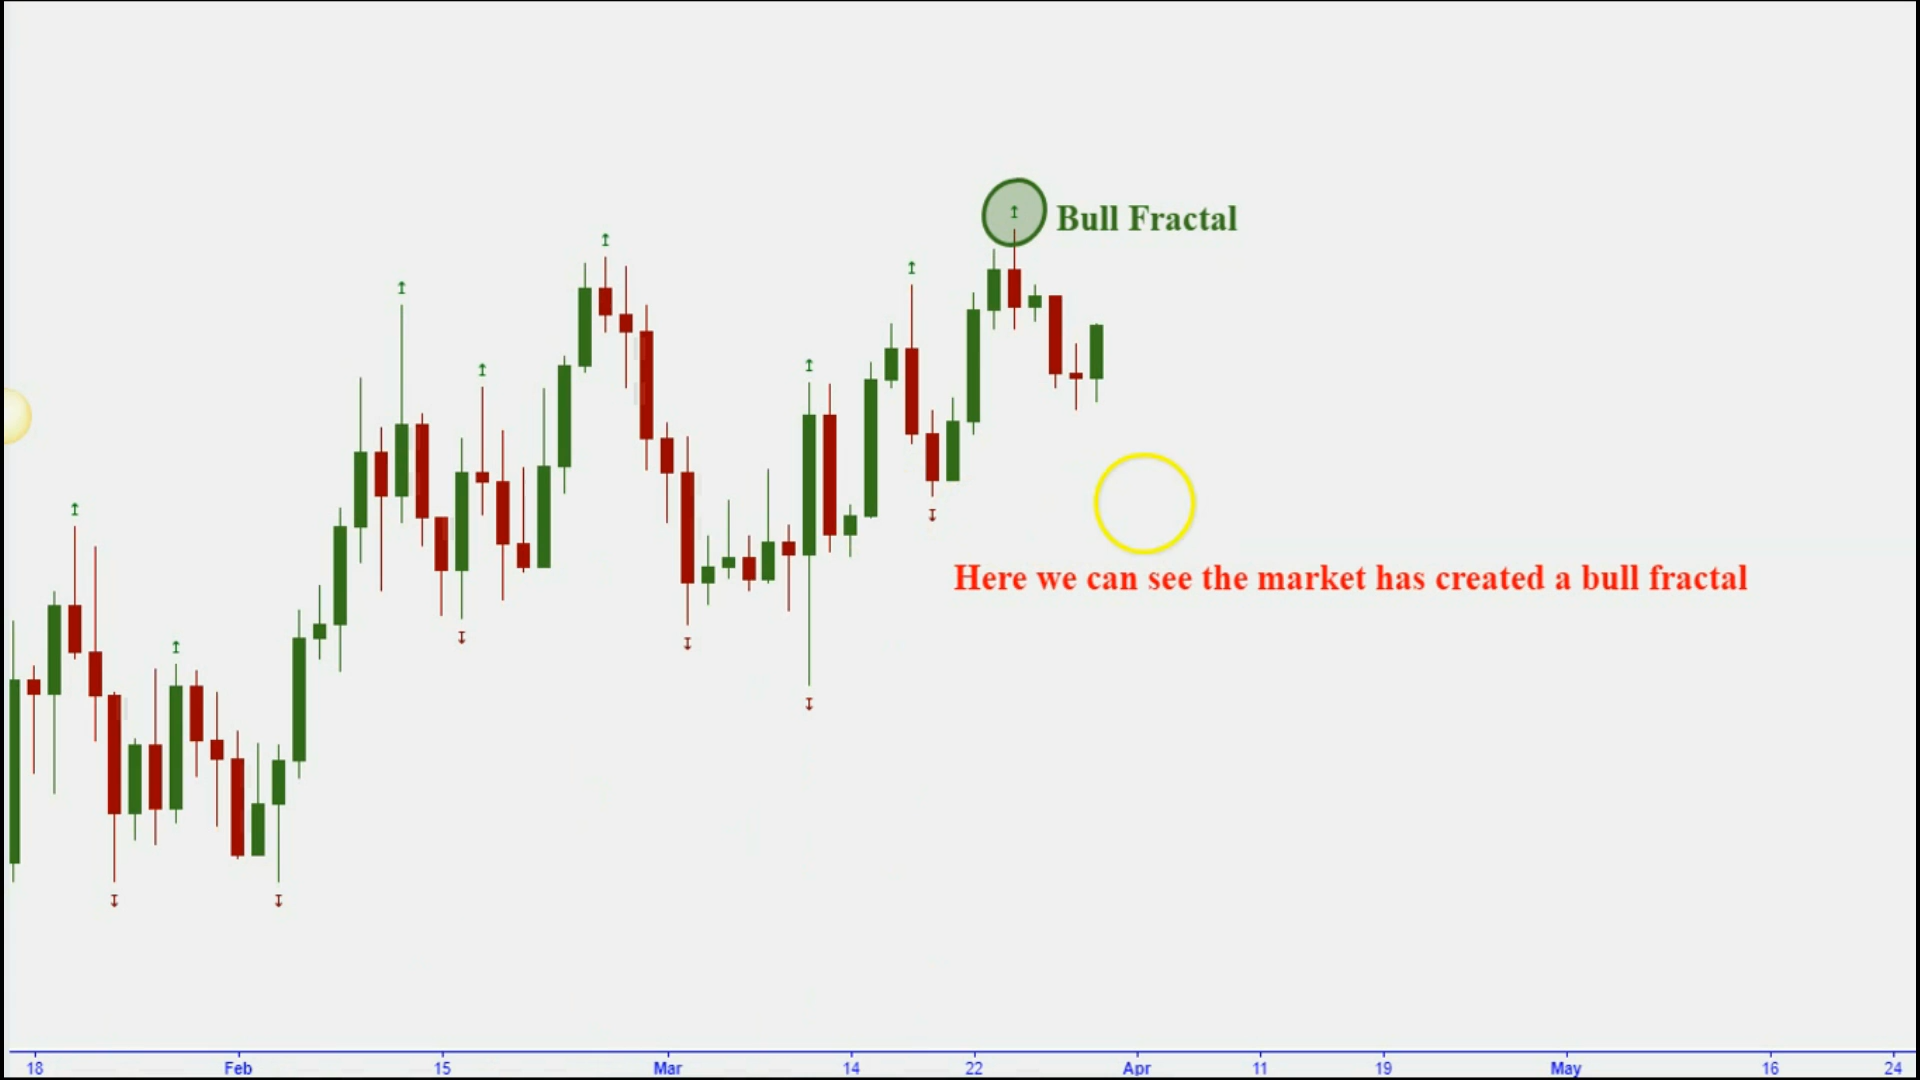 Bull Fractal
Here we can see the market has created a bull fractal
18 Feb 15 Mar 14 22 Apr 11 19 May 16 24